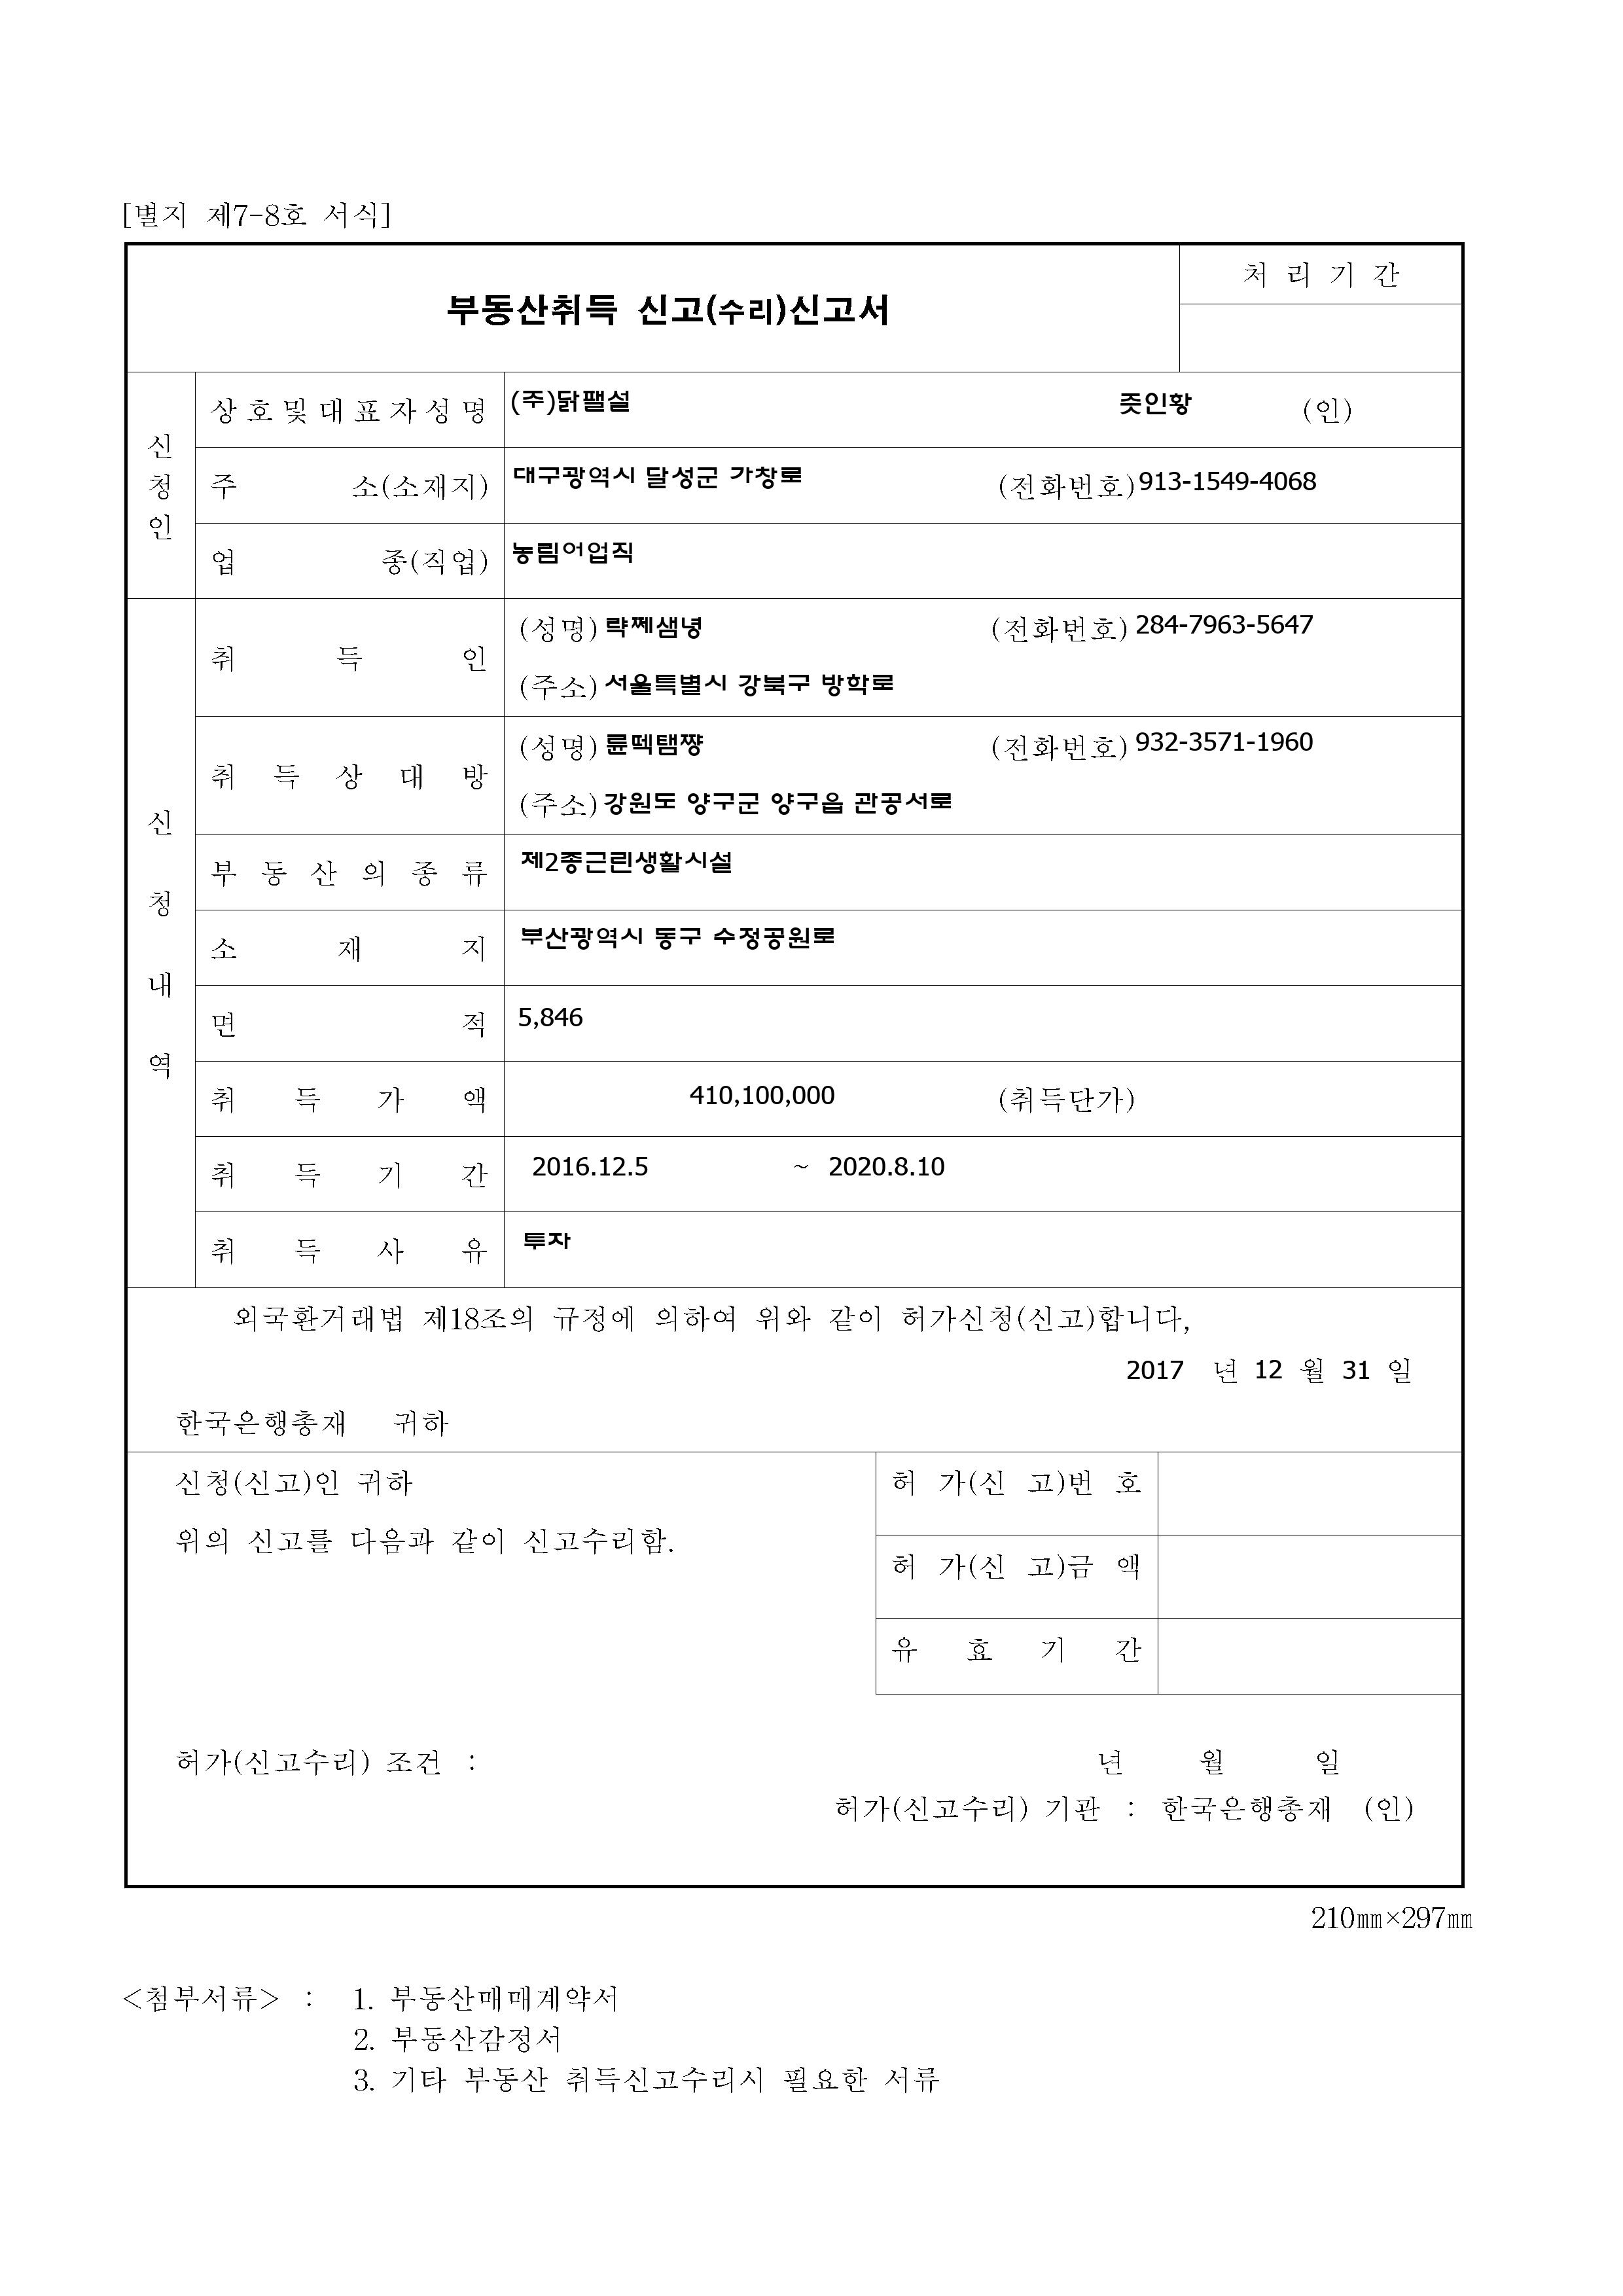 [별지 제7-8호 서식]
부동산취득 신고(수리)신고서
처 리 기 간
신청인
상호및대표자성명 (주)닭팰설 줏인황 (인)
주 소(소재지) 대구광역시 달성군 가창로 (전화번호) 913-1549-4068
업 종(직업) 농림어업직
신청내역
취 득 인
(성명) 략쩨샘녕 (전화번호) 284-7963-5647
(주소) 서울특별시 강북구 방학로
취 득 상 대 방
(성명) 륜떽탬쨩 (전화번호) 932-3571-1960
(주소) 강원도 양구군 양구읍 관공서로
부 동 산 의 종 류 제2종근린생활시설
소 재 지 부산광역시 동구 수정공원로
면 적 5,846
취 득 가 액 410,100,000 (취득단가)
취 득 기 간 2016.12.5 ~ 2020.8.10
취 득 사 유 투자
외국환거래법 제18조의 규정에 의하여 위와 같이 허가신청(신고)합니다,
2017 년 12 월 31 일
한국은행총재 귀하
신청(신고)인 귀하
위의 신고를 다음과 같이 신고수리함.
허 가(신 고)번 호
허 가(신 고)금 액
유 효 기 간
허가(신고수리) 조건 : 년 월 일
허가(신고수리) 기관 : 한국은행총재 (인)
210㎜×297㎜
<첨부서류> : 1. 부동산매매계약서
2. 부동산감정서
3. 기타 부동산 취득신고수리시 필요한 서류